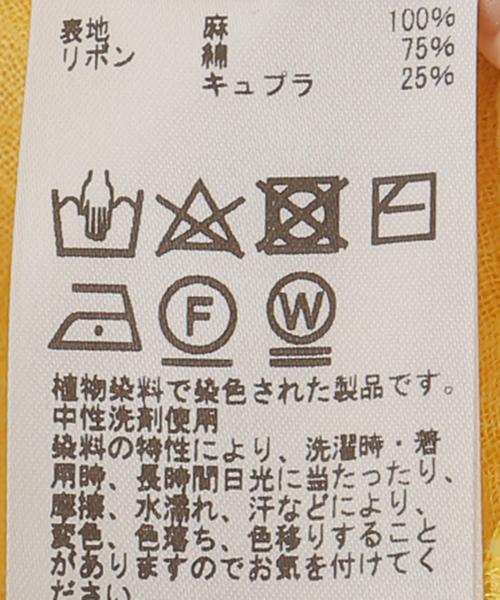 表地 麻 100%
リボン 綿 75%
キュプラ 25%
F W
植物染料で染色された製品です。
中性洗剤使用
染料の特性により、洗濯時・着
用時、長時間日光に当たったり、
摩擦、水濡れ、汗などにより、
変色、色落ち、色移りすること
がありますのでお気を付けてく
ださい